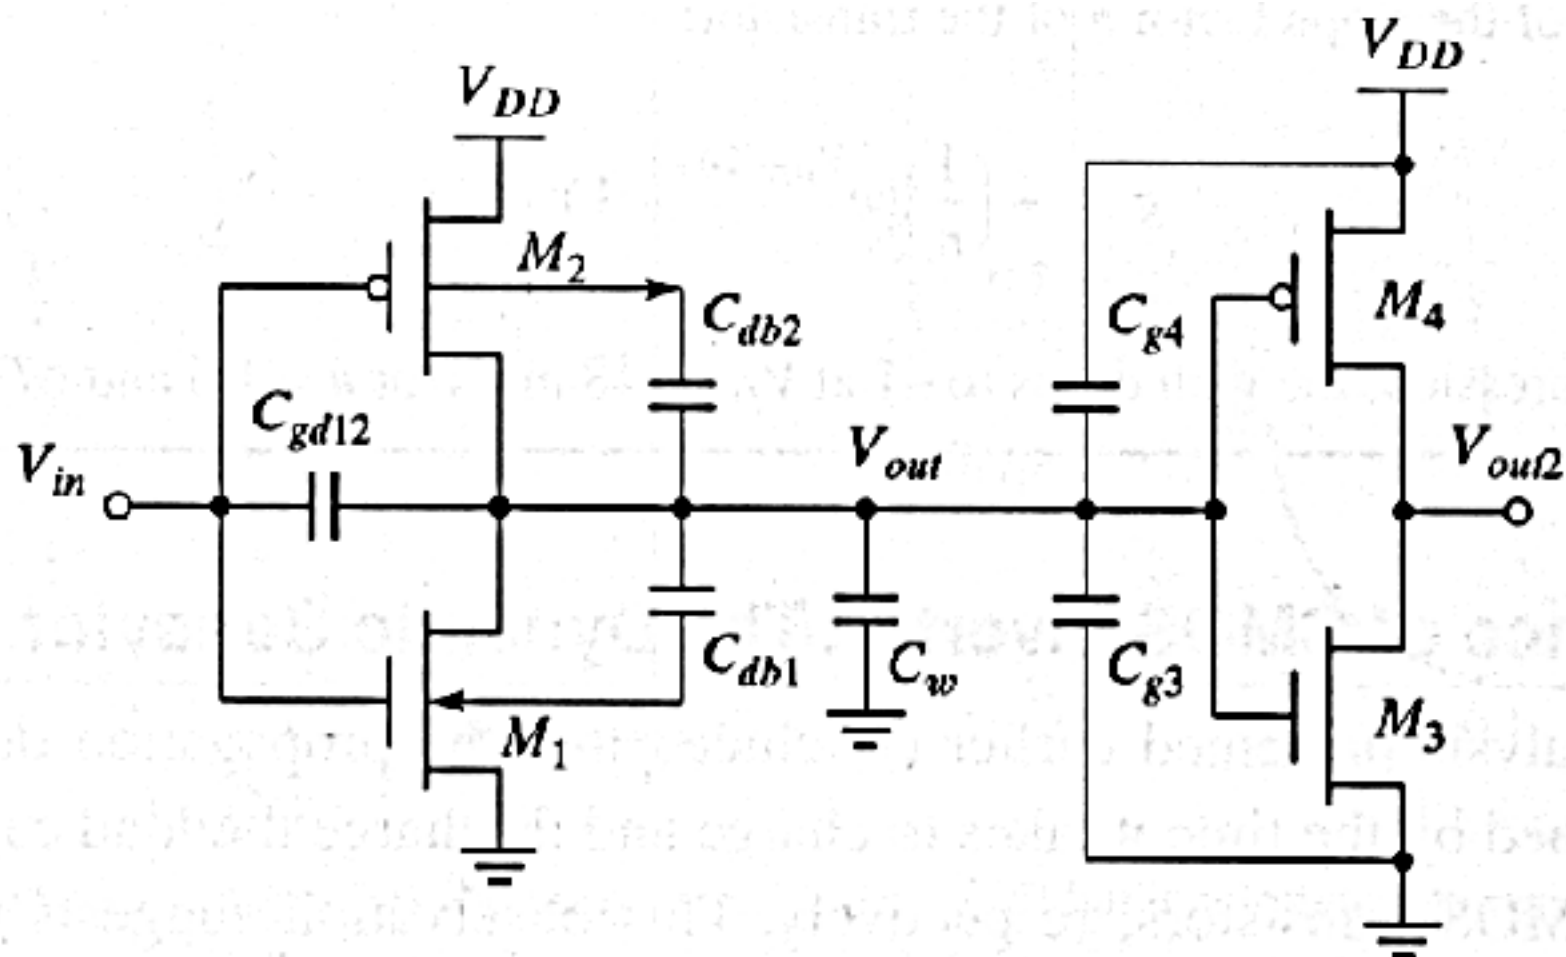 V_DD
V_DD
M_2
C_db2
C_g4
M_4
C_gd12
V_in
V_out
V_out2
C_db1
C_w
C_g3
M_1
M_3